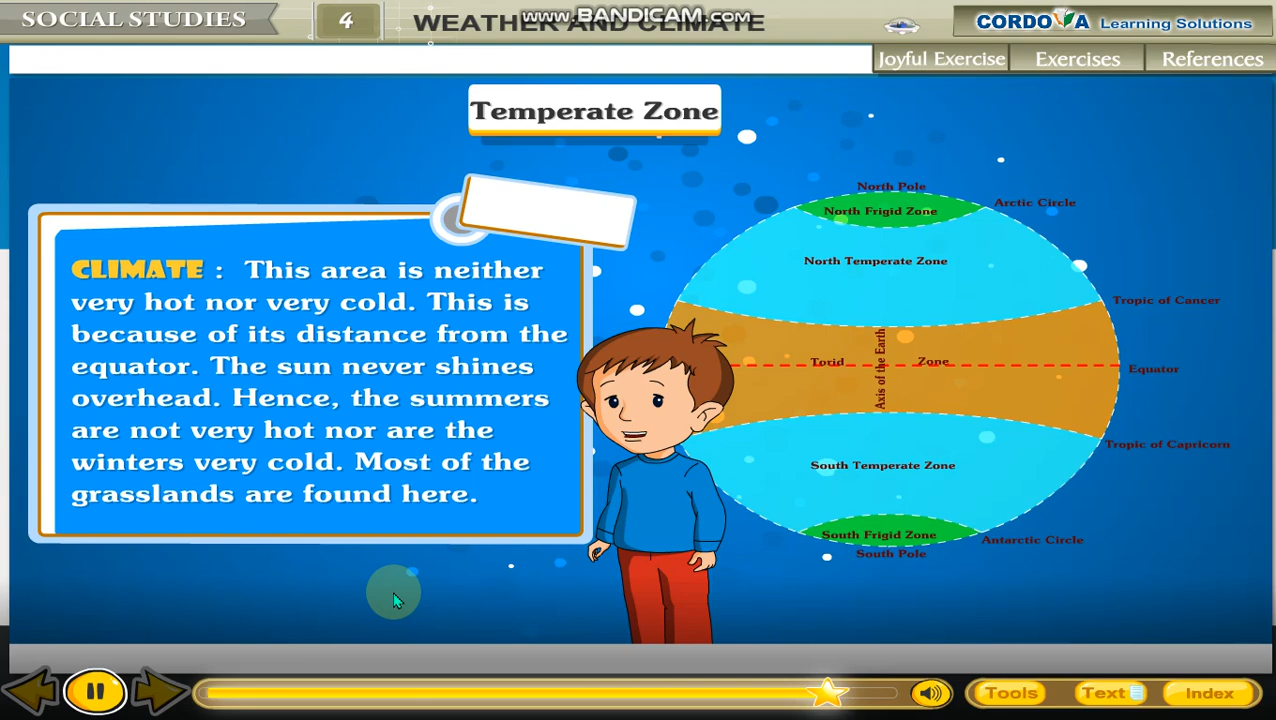 SOCIAL STUDIES
4
WEATHER AND CLIMATE
www.BANDICAM.com
CORDOVA Learning Solutions
Joyful Exercise
Exercises
References
Temperate Zone
CLIMATE : This area is neither
very hot nor very cold. This is
because of its distance from the
equator. The sun never shines
overhead. Hence, the summers
are not very hot nor are the
winters very cold. Most of the
grasslands are found here.
North Pole
Arctic Circle
North Frigid Zone
North Temperate Zone
Tropic of Cancer
Torid Zone
Axis of the Earth
Equator
Tropic of Capricorn
South Temperate Zone
South Frigid Zone
Antarctic Circle
South Pole
Tools
Text
Index